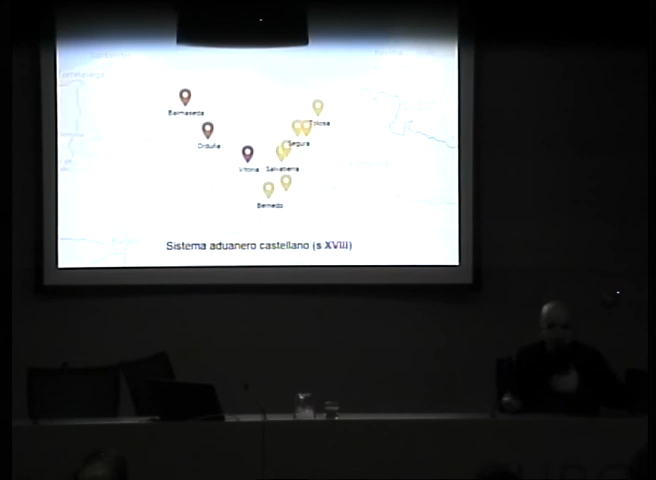 Balmaseda
Tolosa
Orduña
Segura
Vitoria
Salvatierra
Bernedo
Sistema aduanero castellano (s XVIII)